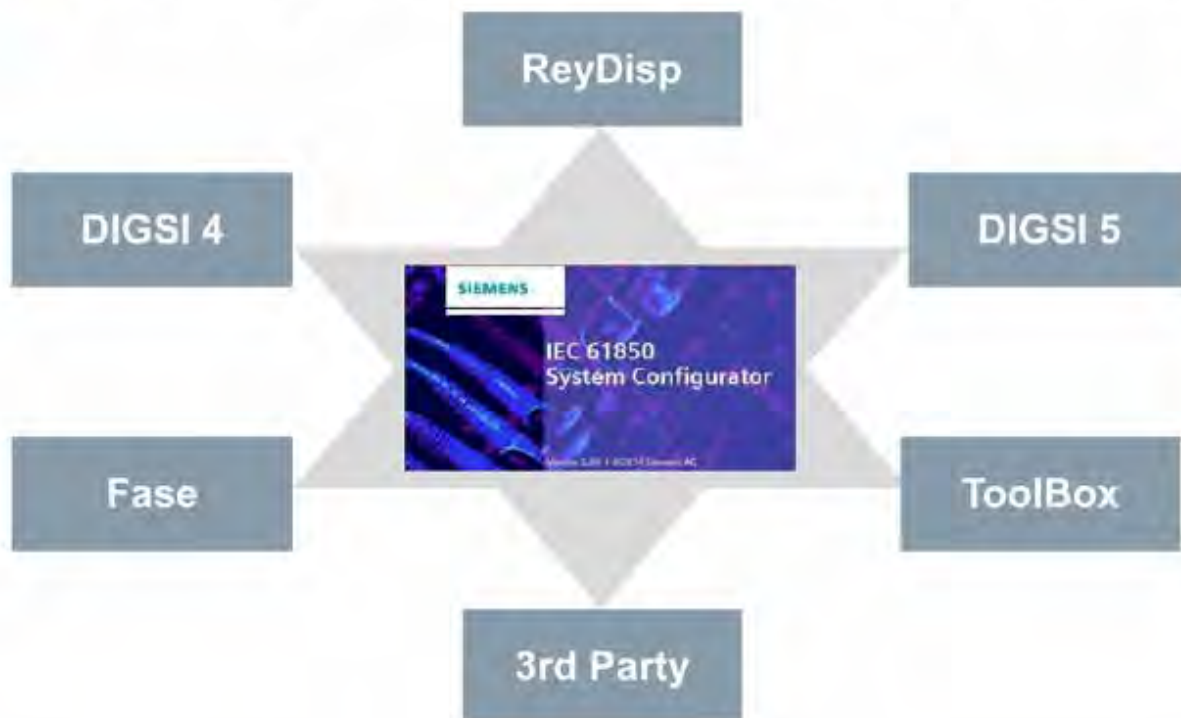 ReyDisp
DIGSI 4
DIGSI 5
SIEMENS
IEC 61850
System Configurator
Fase
ToolBox
3rd Party